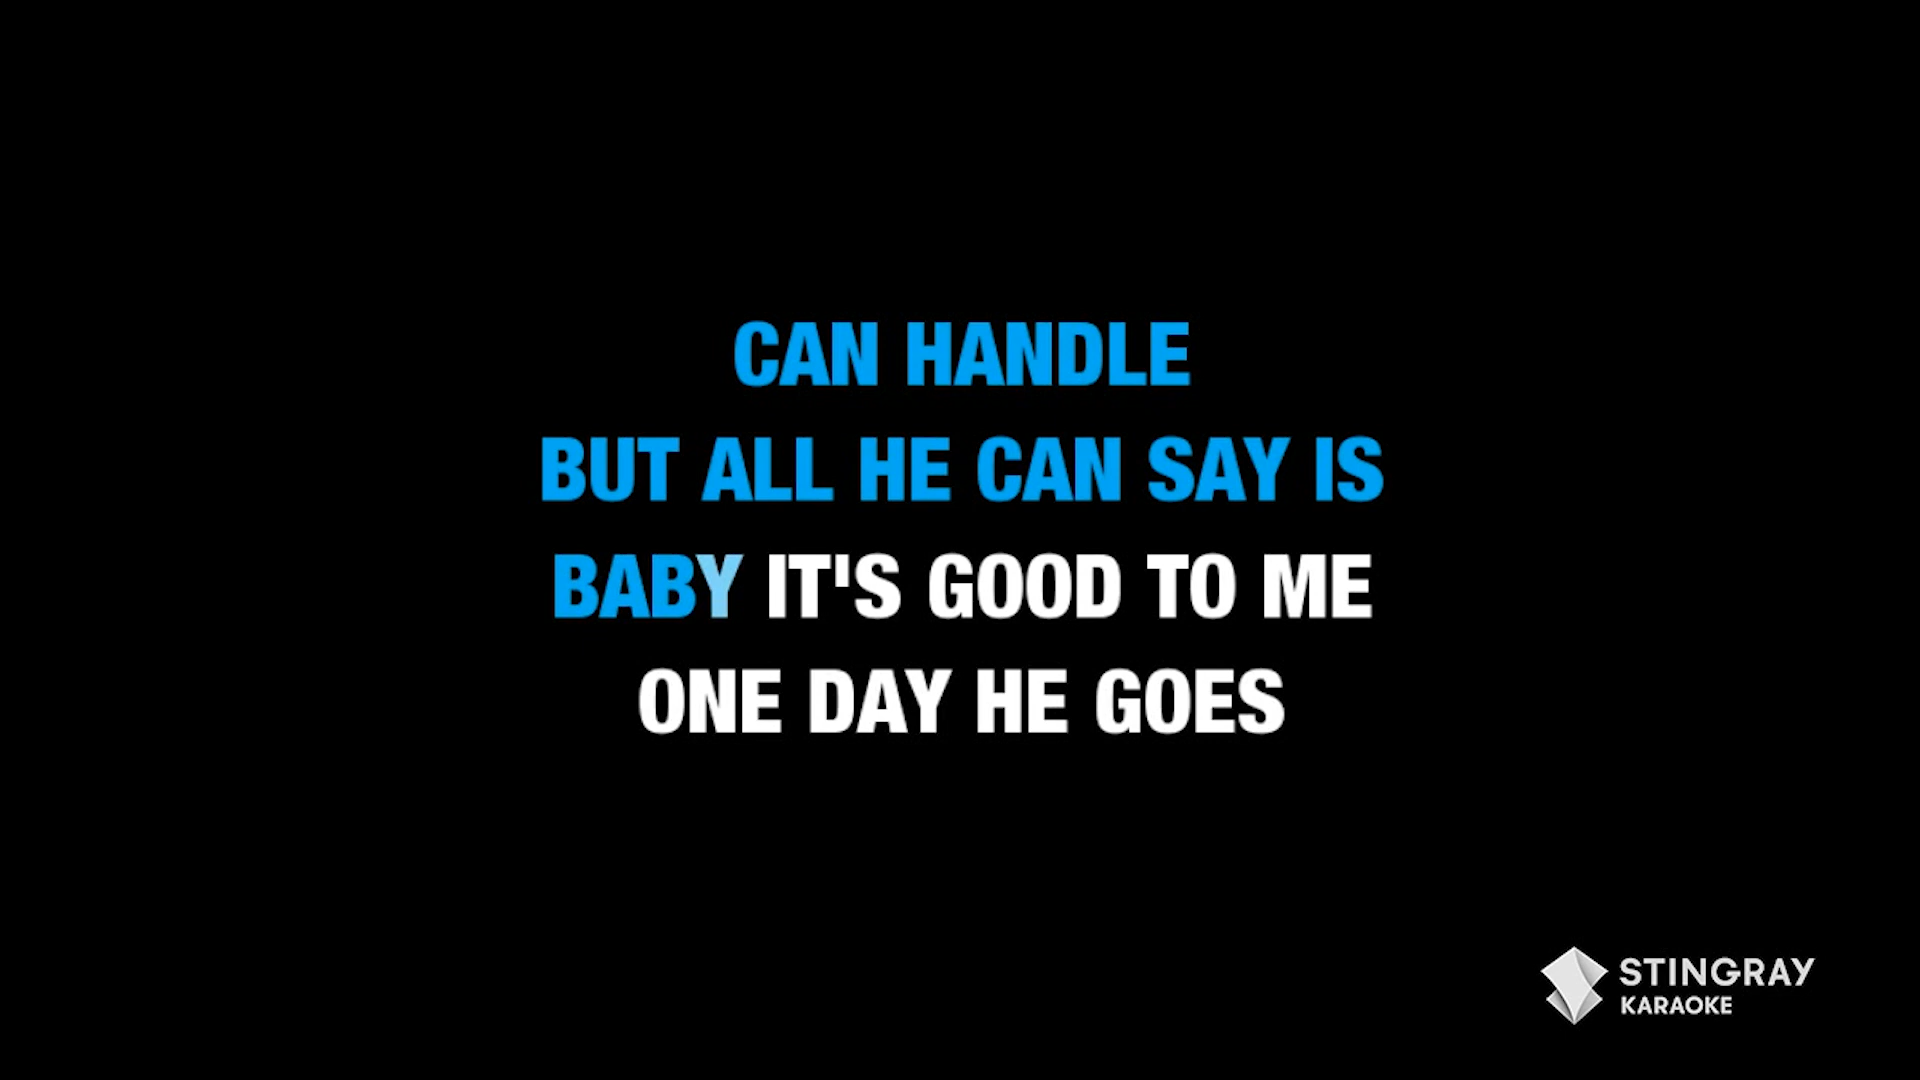 CAN HANDLE
BUT ALL HE CAN SAY IS
BABY IT'S GOOD TO ME
ONE DAY HE GOES
STINGRAY
KARAOKE